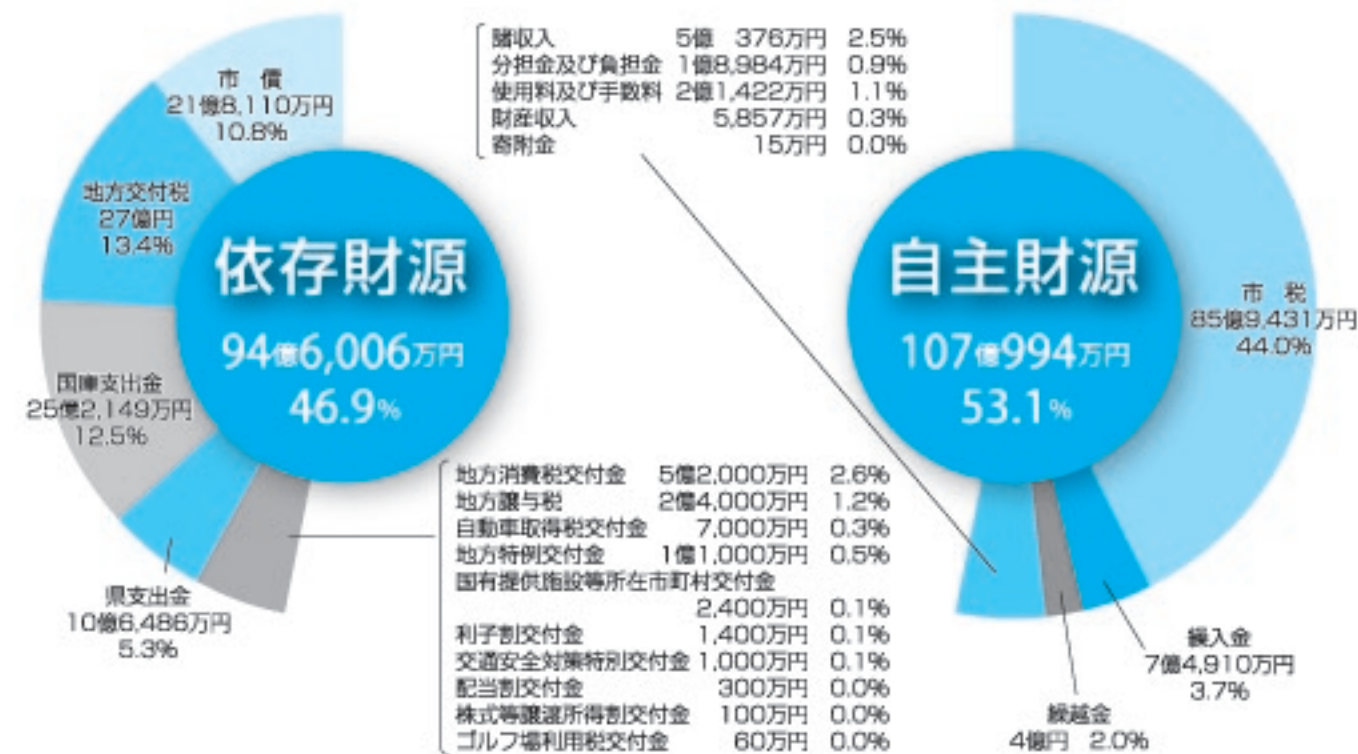 市 債
21億8,110万円
10.8%
地方交付税
27億円
13.4%
依存財源
94億6,006万円
46.9%
国庫支出金
25億2,149万円
12.5%
県支出金
10億6,486万円
5.3%
諸収入 5億 376万円 2.5%
分担金及び負担金 1億8,984万円 0.9%
使用料及び手数料 2億1,422万円 1.1%
財産収入 5,857万円 0.3%
寄附金 15万円 0.0%
地方消費税交付金 5億2,000万円 2.6%
地方譲与税 2億4,000万円 1.2%
自動車取得税交付金 7,000万円 0.3%
地方特例交付金 1億1,000万円 0.5%
国有提供施設等所在市町村交付金
2,400万円 0.1%
利子割交付金 1,400万円 0.1%
交通安全対策特別交付金 1,000万円 0.1%
配当割交付金 300万円 0.0%
株式等譲渡所得割交付金 100万円 0.0%
ゴルフ場利用税交付金 60万円 0.0%
自主財源
107億994万円
53.1%
市 税
85億9,431万円
44.0%
繰入金
7億4,910万円
3.7%
繰越金
4億円 2.0%